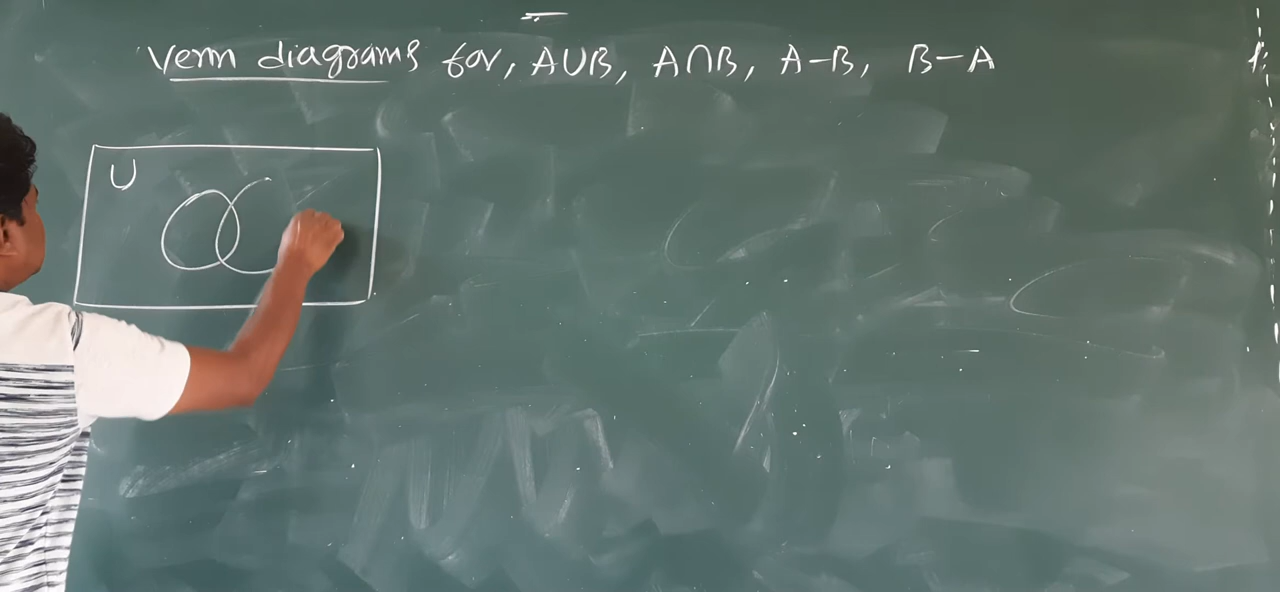 Venn diagrams for, A∪B, A∩B, A-B, B-A
U